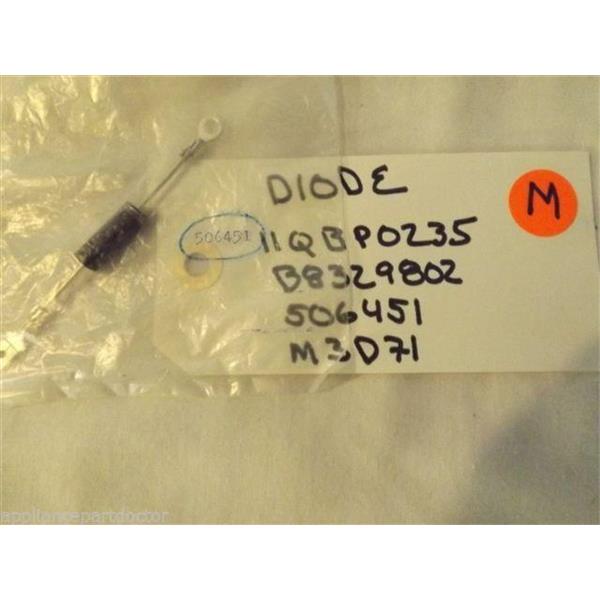 DIODE
M
506451
11QBP0235
B8329802
506451
M3D71
appliancepartdoctor